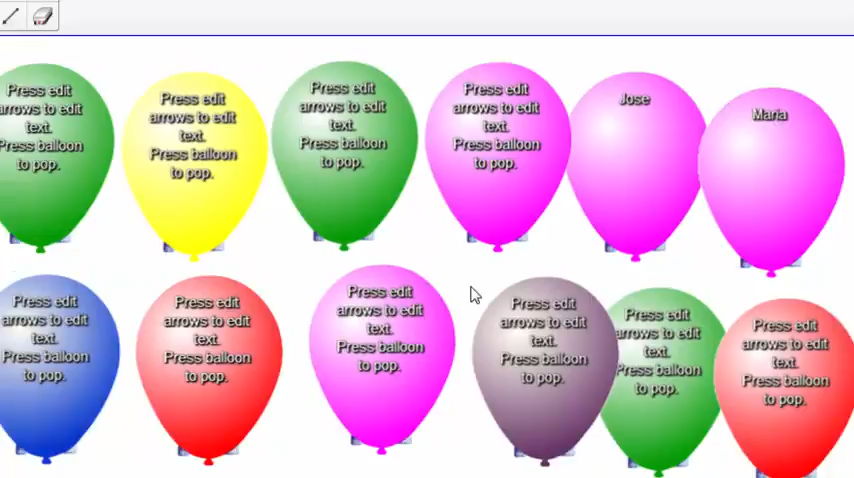 Press edit
arrows to edit
text.
Press balloon
to pop.
Press edit
arrows to edit
text.
Press balloon
to pop.
Press edit
arrows to edit
text.
Press balloon
to pop.
Press edit
arrows to edit
text.
Press balloon
to pop.
Jose
Maria
Press edit
arrows to edit
text.
Press balloon
to pop.
Press edit
arrows to edit
text.
Press balloon
to pop.
Press edit
arrows to edit
text.
Press balloon
to pop.
Press edit
arrows to edit
text.
Press balloon
to pop.
Press edit
arrows to edit
text.
Press balloon
to pop.
Press edit
arrows to edit
text.
Press balloon
to pop.